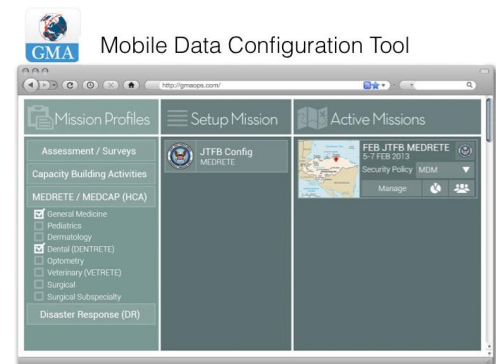 GMA
Mobile Data Configuration Tool
http://gmaops.com/
Mission Profiles
Setup Mission
Active Missions
Assessment / Surveys
Capacity Building Activities
MEDRETE / MEDCAP (HCA)
General Medicine
Pediatrics
Dermatology
Dental (DENTRETE)
Optometry
Veterinary (VETRETE)
Surgical
Surgical Subspecialty
Disaster Response (DR)
JTFB Config
MEDRETE
FEB JTFB MEDRETE
5-7 FEB 2013
Security Policy MDM
Manage